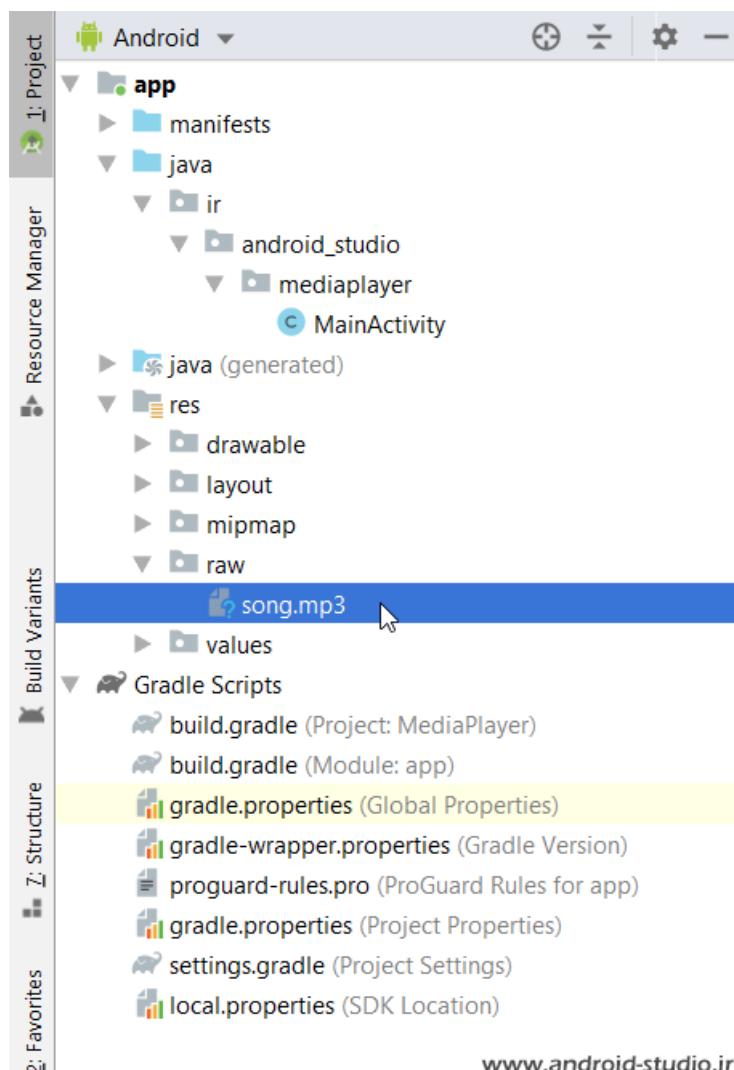 Android
1: Project
app
manifests
java
ir
android_studio
mediaplayer
C MainActivity
Resource Manager
java (generated)
res
drawable
layout
mipmap
raw
song.mp3
Build Variants
values
Gradle Scripts
build.gradle (Project: MediaPlayer)
build.gradle (Module: app)
gradle.properties (Global Properties)
7: Structure
gradle-wrapper.properties (Gradle Version)
proguard-rules.pro (ProGuard Rules for app)
gradle.properties (Project Properties)
settings.gradle (Project Settings)
local.properties (SDK Location)
2: Favorites
www.android-studio.ir